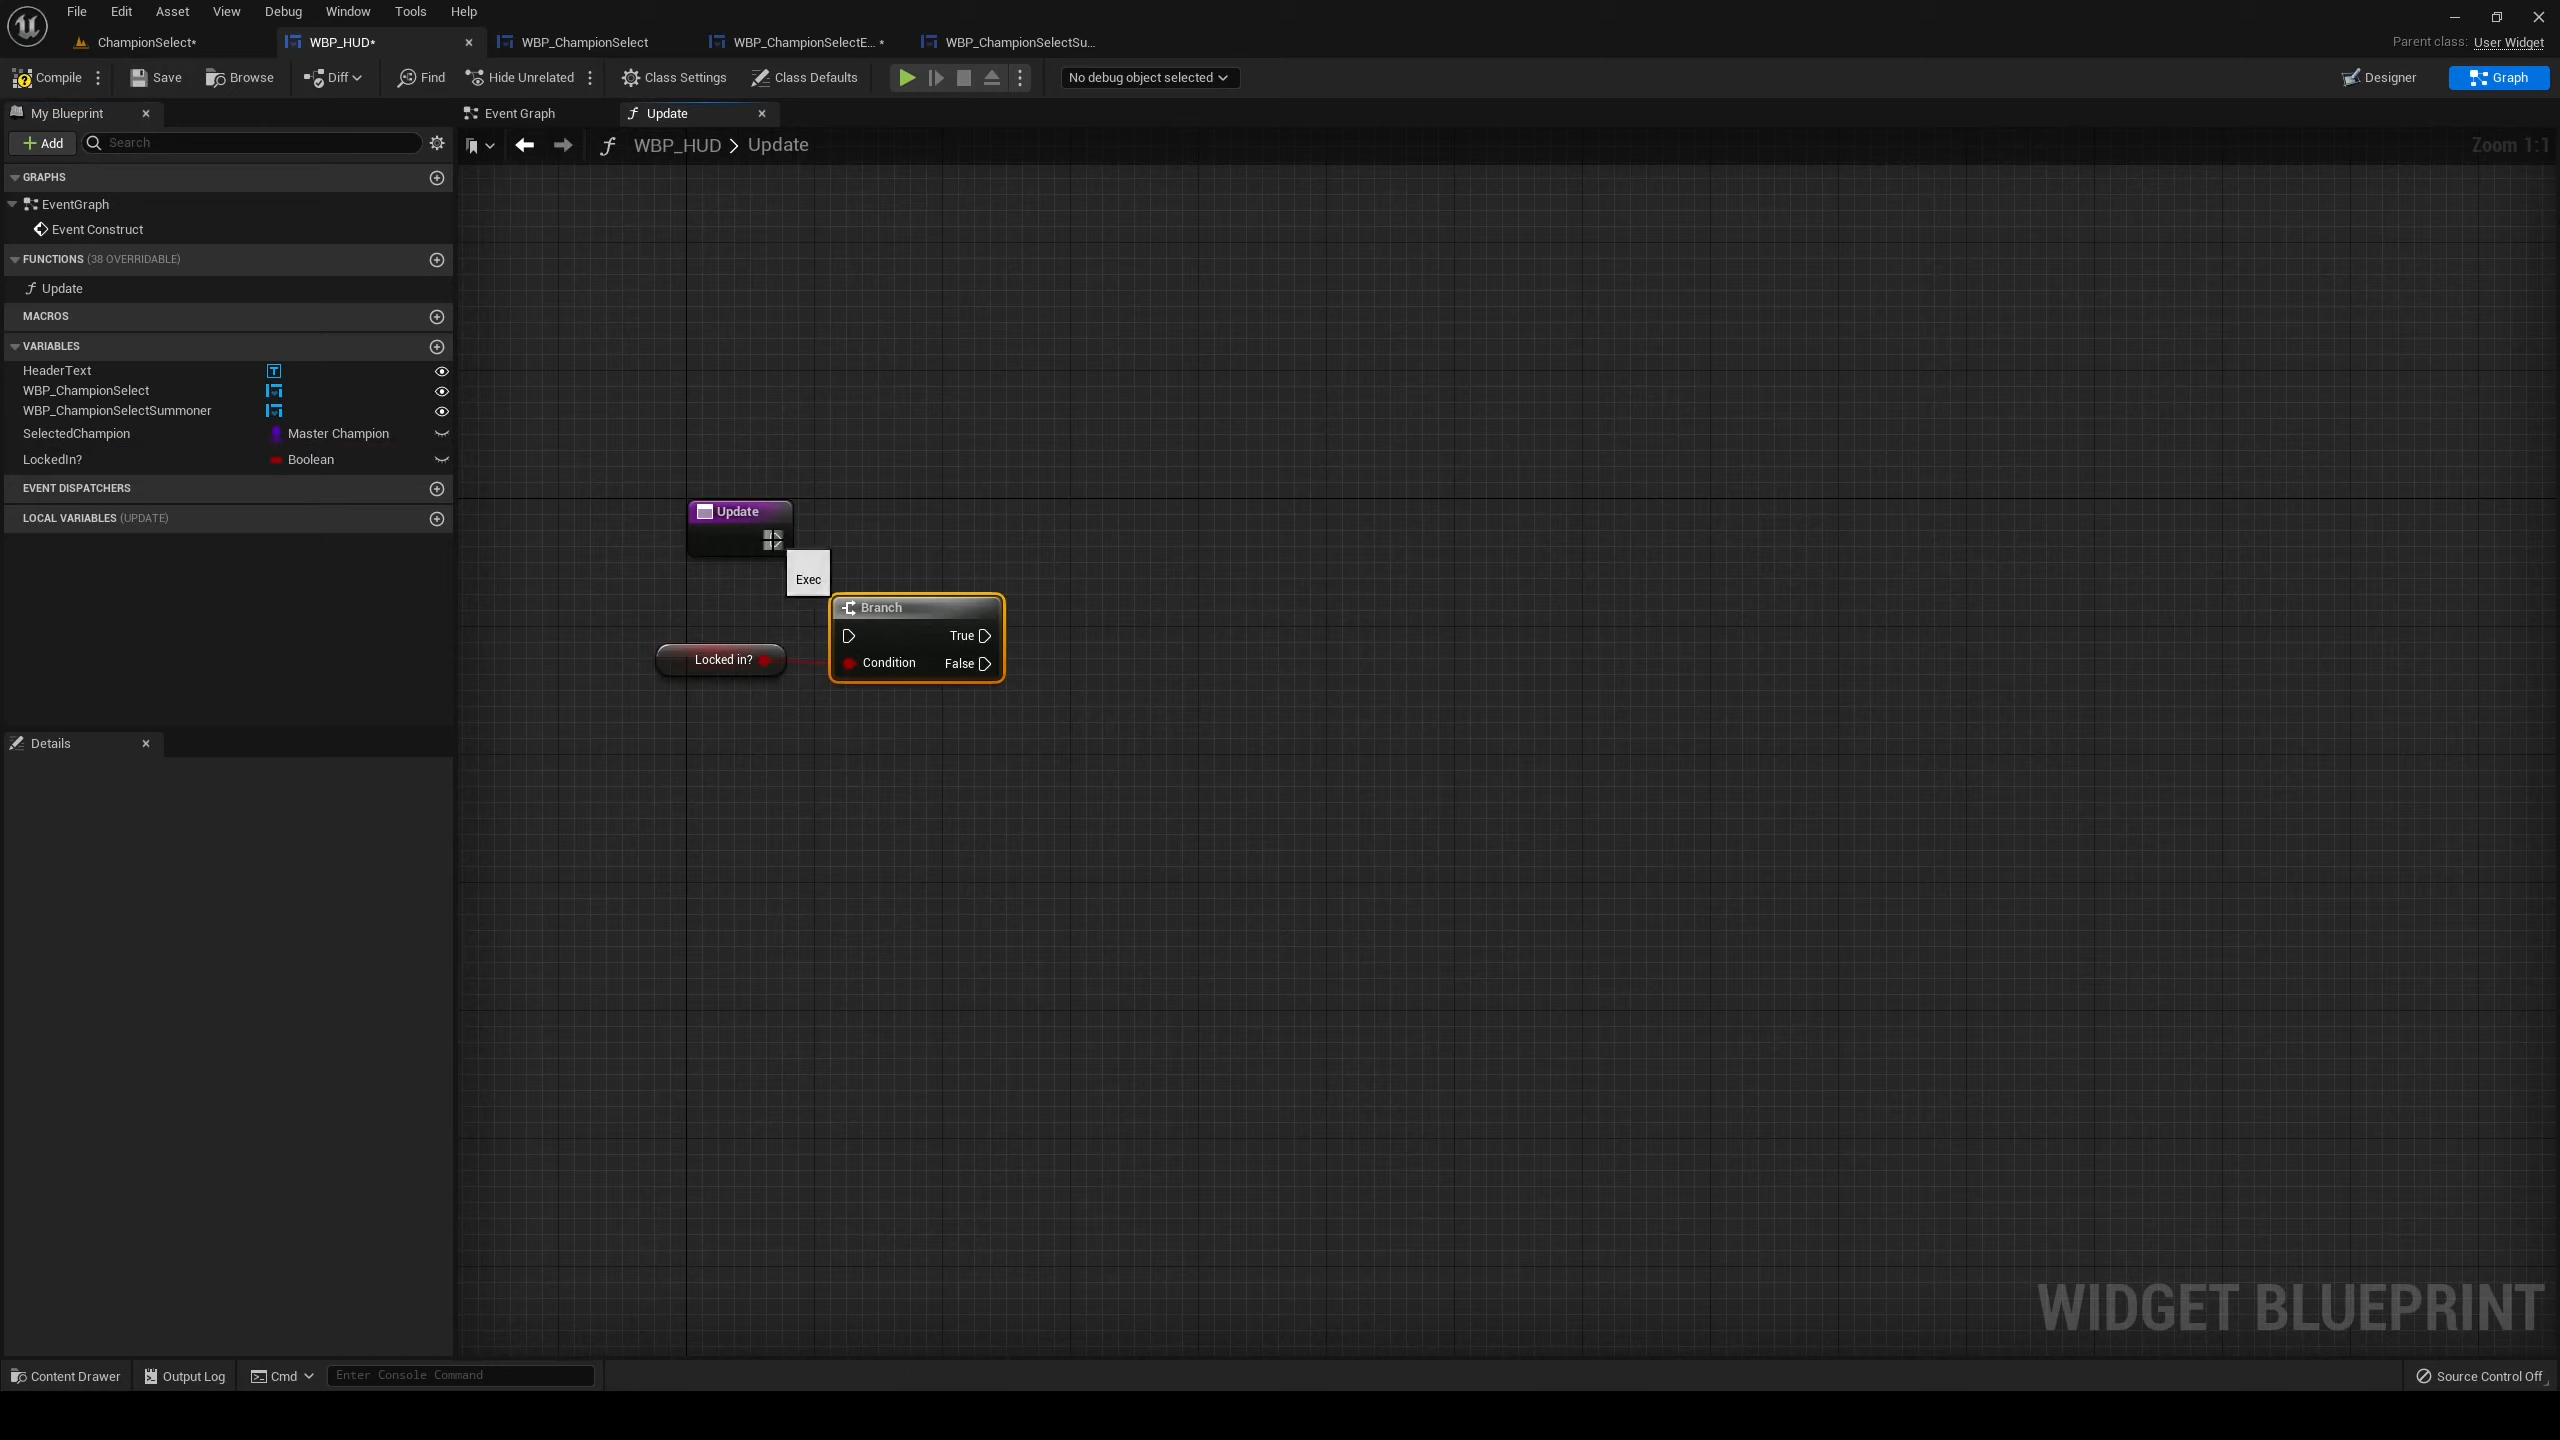 File Edit Asset View Debug Window Tools Help
ChampionSelect* WBP_HUD* WBP_ChampionSelect WBP_ChampionSelectE... * WBP_ChampionSelectSu...
Parent class: User Widget
Compile Save Browse Diff Find Hide Unrelated Class Settings Class Defaults No debug object selected Designer Graph
My Blueprint Event Graph Update
Add Search WBP_HUD > Update Zoom 1:1
GRAPHS
EventGraph
Event Construct
FUNCTIONS (38 OVERRIDABLE)
Update
MACROS
VARIABLES
HeaderText
WBP_ChampionSelect
WBP_ChampionSelectSummoner
SelectedChampion Master Champion
LockedIn? Boolean
EVENT DISPATCHERS
LOCAL VARIABLES (UPDATE)
Update
Exec
Branch
True
Locked in? Condition False
Details
WIDGET BLUEPRINT
Content Drawer Output Log Cmd Enter Console Command Source Control Off